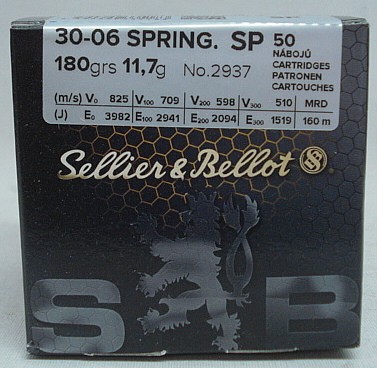 30-06 SPRING. SP 50
NÁBOJŮ
180grs 11,7g No.2937 CARTRIDGES
PATRONEN
CARTOUCHES
(m/s) V0 825 V100 709 V200 598 V300 510 MRD
(J) E0 3982 E100 2941 E200 2094 E300 1519 160 m
Sellier & Bellot SB
S B